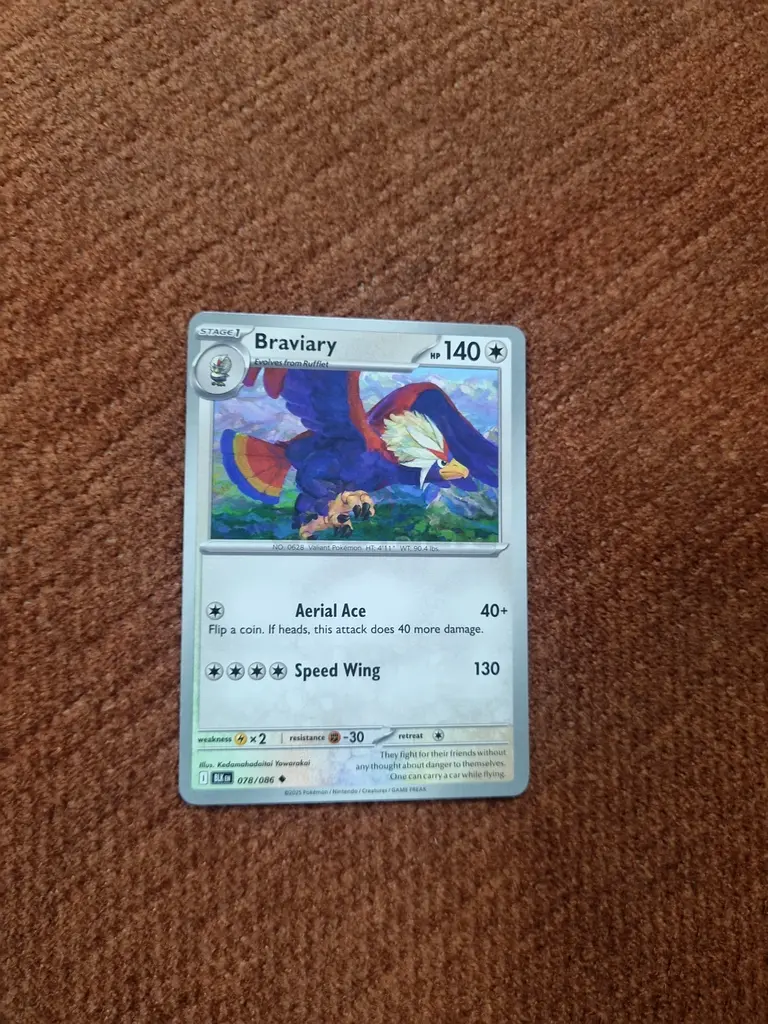 STAGE 1
Braviary
HP 140
Evolves from Rufflet
NO. 0628 Valiant Pokémon HT: 4'11" WT: 90.4 lbs.
Aerial Ace 40+
Flip a coin. If heads, this attack does 40 more damage.
Speed Wing 130
weakness ×2 resistance -30 retreat
They fight for their friends without
any thought about danger to themselves.
One can carry a car while flying.
Illus. Kedamahadaitai Yawarakai
I BLK EN 078/086
©2025 Pokémon / Nintendo / Creatures / GAME FREAK